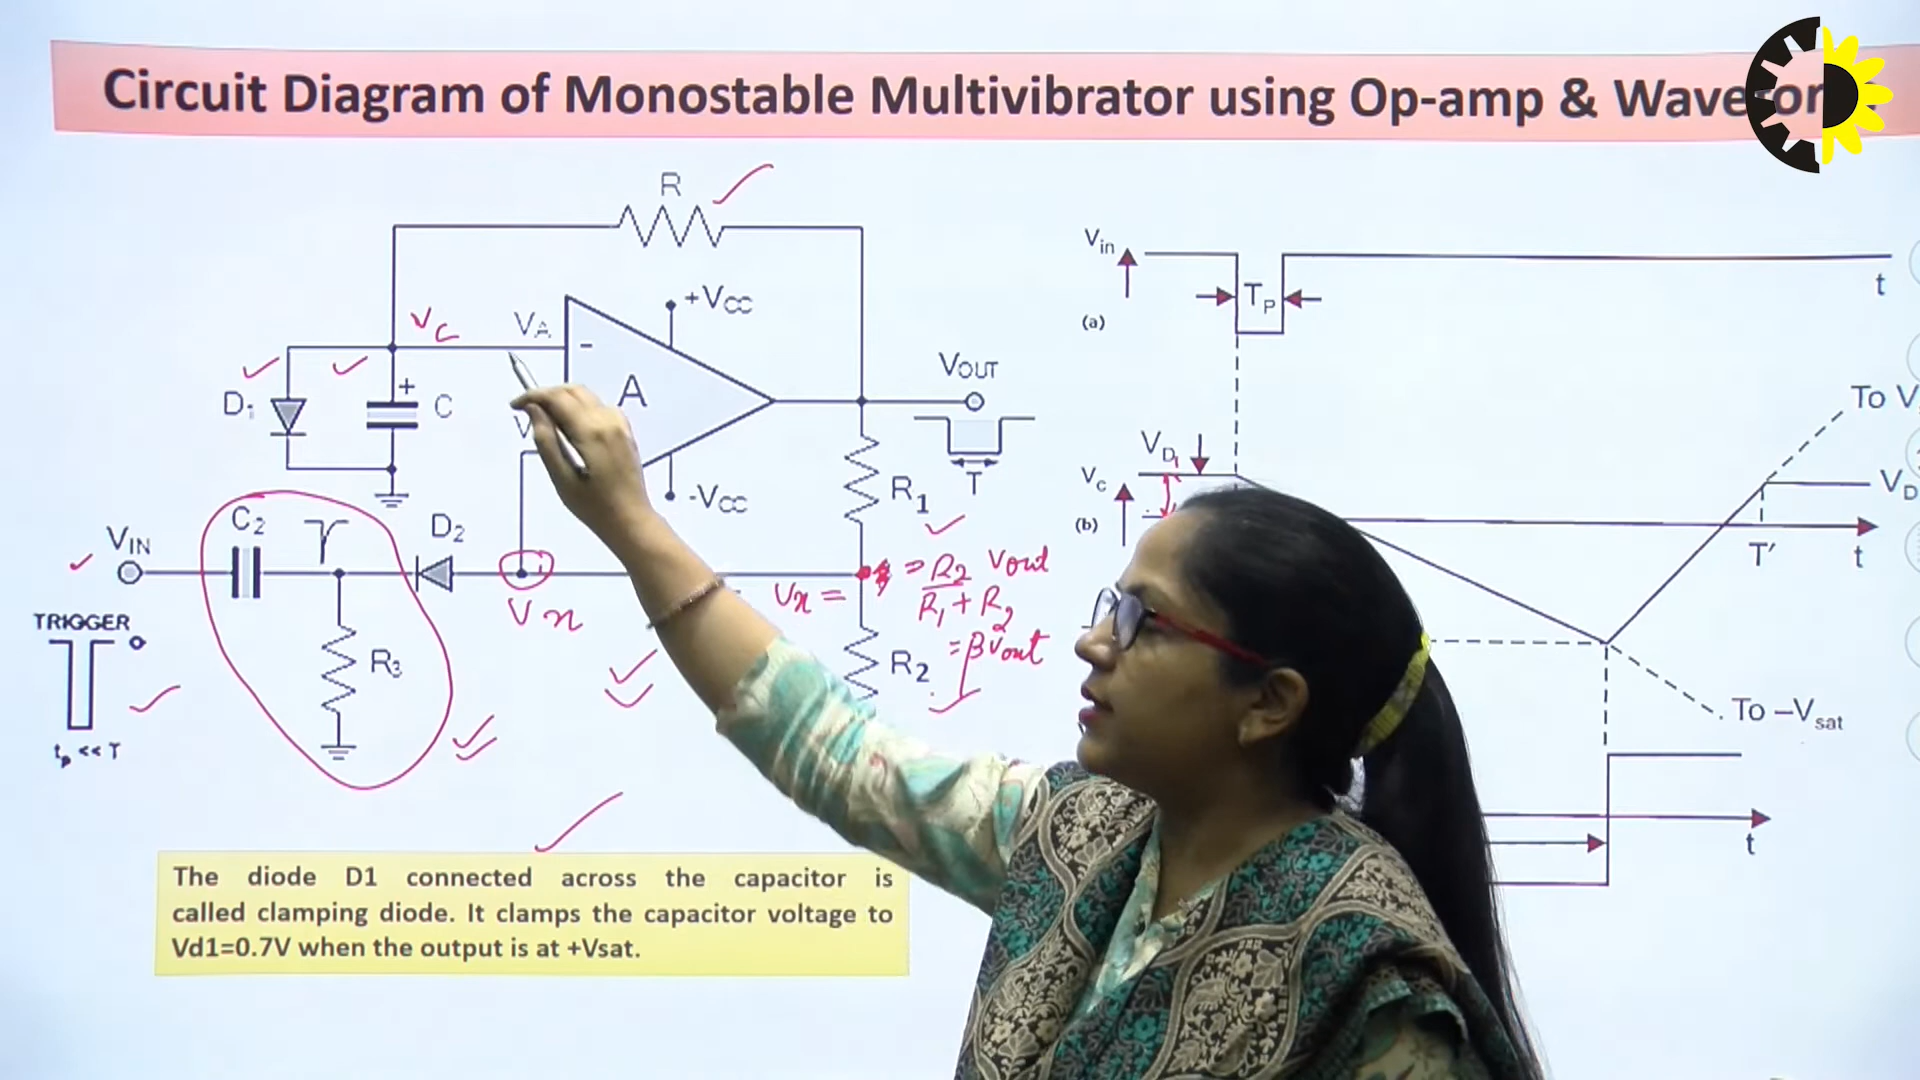 Circuit Diagram of Monostable Multivibrator using Op-amp &
R
+VCC
VC
VA
-
A
VOUT
T
D1
+
C
-VCC
R1
VIN
C2
D2
Vx
Vx =
=> R2 Vout
R1 + R2
= βVout
R2
TRIGGER
R3
tp << T
The diode D1 connected across the capacitor is
called clamping diode. It clamps the capacitor voltage to
Vd1=0.7V when the output is at +Vsat.
Vin
TP
t
(a)
VD1
Vc
(b)
To V
VD
T'
t
To –Vsat
t